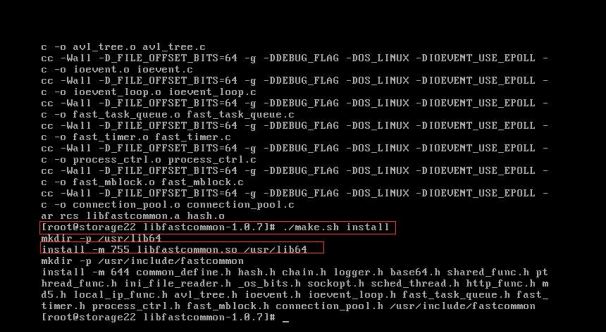 c -o avl_tree.o avl_tree.c
cc -Wall -D_FILE_OFFSET_BITS=64 -g -DDEBUG_FLAG -DOS_LINUX -DIOEVENT_USE_EPOLL -
c -o ioevent.o ioevent.c
cc -Wall -D_FILE_OFFSET_BITS=64 -g -DDEBUG_FLAG -DOS_LINUX -DIOEVENT_USE_EPOLL -
c -o ioevent_loop.o ioevent_loop.c
cc -Wall -D_FILE_OFFSET_BITS=64 -g -DDEBUG_FLAG -DOS_LINUX -DIOEVENT_USE_EPOLL -
c -o fast_task_queue.o fast_task_queue.c
cc -Wall -D_FILE_OFFSET_BITS=64 -g -DDEBUG_FLAG -DOS_LINUX -DIOEVENT_USE_EPOLL -
c -o fast_timer.o fast_timer.c
cc -Wall -D_FILE_OFFSET_BITS=64 -g -DDEBUG_FLAG -DOS_LINUX -DIOEVENT_USE_EPOLL -
c -o process_ctrl.o process_ctrl.c
cc -Wall -D_FILE_OFFSET_BITS=64 -g -DDEBUG_FLAG -DOS_LINUX -DIOEVENT_USE_EPOLL -
c -o fast_mblock.o fast_mblock.c
cc -Wall -D_FILE_OFFSET_BITS=64 -g -DDEBUG_FLAG -DOS_LINUX -DIOEVENT_USE_EPOLL -
c -o connection_pool.o connection_pool.c
ar rcs libfastcommon.a hash.o
[root@storage22 libfastcommon-1.0.7]# ./make.sh install
mkdir -p /usr/lib64
install -m 755 libfastcommon.so /usr/lib64
mkdir -p /usr/include/fastcommon
install -m 644 common_define.h hash.h chain.h logger.h base64.h shared_func.h pt
hread_func.h ini_file_reader.h _os_bits.h sockopt.h sched_thread.h http_func.h m
d5.h local_ip_func.h avl_tree.h ioevent.h ioevent_loop.h fast_task_queue.h fast_
timer.h process_ctrl.h fast_mblock.h connection_pool.h /usr/include/fastcommon
[root@storage22 libfastcommon-1.0.7]# _